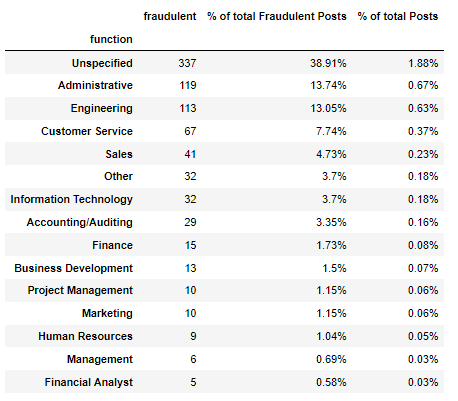 fraudulent % of total Fraudulent Posts % of total Posts
function
Unspecified 337 38.91% 1.88%
Administrative 119 13.74% 0.67%
Engineering 113 13.05% 0.63%
Customer Service 67 7.74% 0.37%
Sales 41 4.73% 0.23%
Other 32 3.7% 0.18%
Information Technology 32 3.7% 0.18%
Accounting/Auditing 29 3.35% 0.16%
Finance 15 1.73% 0.08%
Business Development 13 1.5% 0.07%
Project Management 10 1.15% 0.06%
Marketing 10 1.15% 0.06%
Human Resources 9 1.04% 0.05%
Management 6 0.69% 0.03%
Financial Analyst 5 0.58% 0.03%